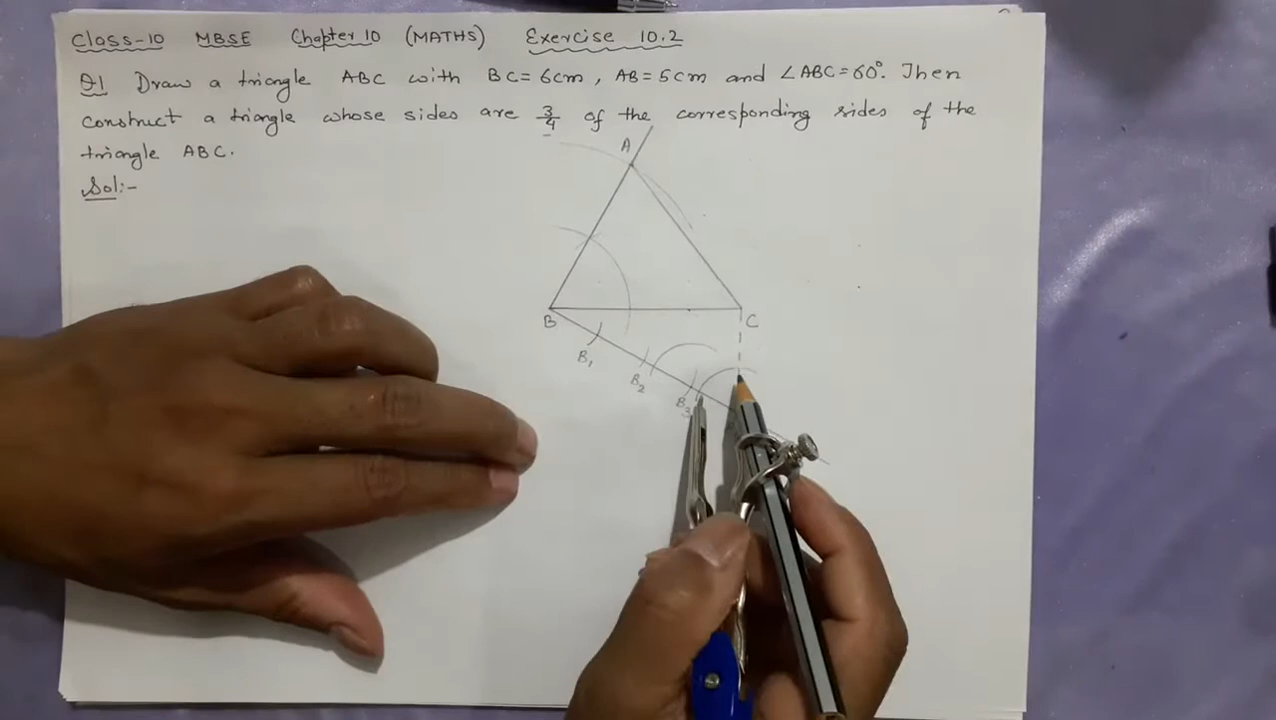 Class-10 MBSE Chapter 10 (MATHS) Exercise 10.2
Q1 Draw a triangle ABC with BC = 6cm, AB = 5cm and ∠ABC = 60°. Then
construct a triangle whose sides are 3/4 of the corresponding sides of the
triangle ABC.
Sol:-
A
B C
B1
B2
B3